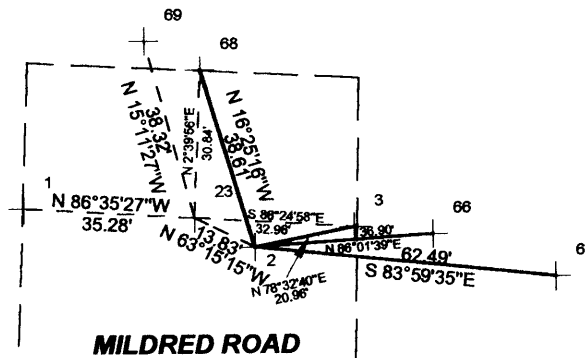 69
68
N 15°11'27"W
38.32'
N 2°39'56"E
30.84'
N 16°25'16"W
38.61'
1
N 86°35'27"W
35.28'
23
S 86°24'58"E
32.96'
3
36.90'
66
N 86°01'39"E
13.83'
N 63°15'15"W
2
62.49'
S 83°59'35"E
6
N 78°32'40"E
20.96'
MILDRED ROAD